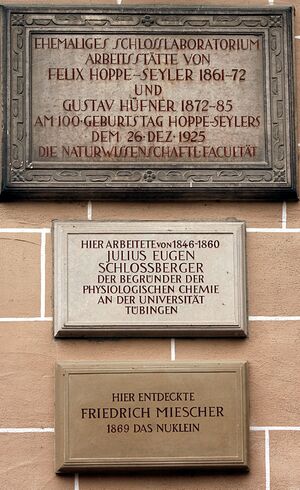 EHEMALIGES SCHLOSSLABORATORIUM
ARBEITSSTÄTTE VON
FELIX HOPPE-SEYLER 1861-72
UND
GUSTAV HÜFNER 1872-85
AM 100·GEBURTSTAG HOPPE-SEYLERS
DEM 26·DEZ·1925
DIE NATURWISSENSCHAFTL: FACULTÄT
HIER ARBEITETE von 1846-1860
JULIUS EUGEN
SCHLOSSBERGER
DER BEGRÜNDER DER
PHYSIOLOGISCHEN CHEMIE
AN DER UNIVERSITÄT
TÜBINGEN
HIER ENTDECKTE
FRIEDRICH MIESCHER
1869 DAS NUKLEIN